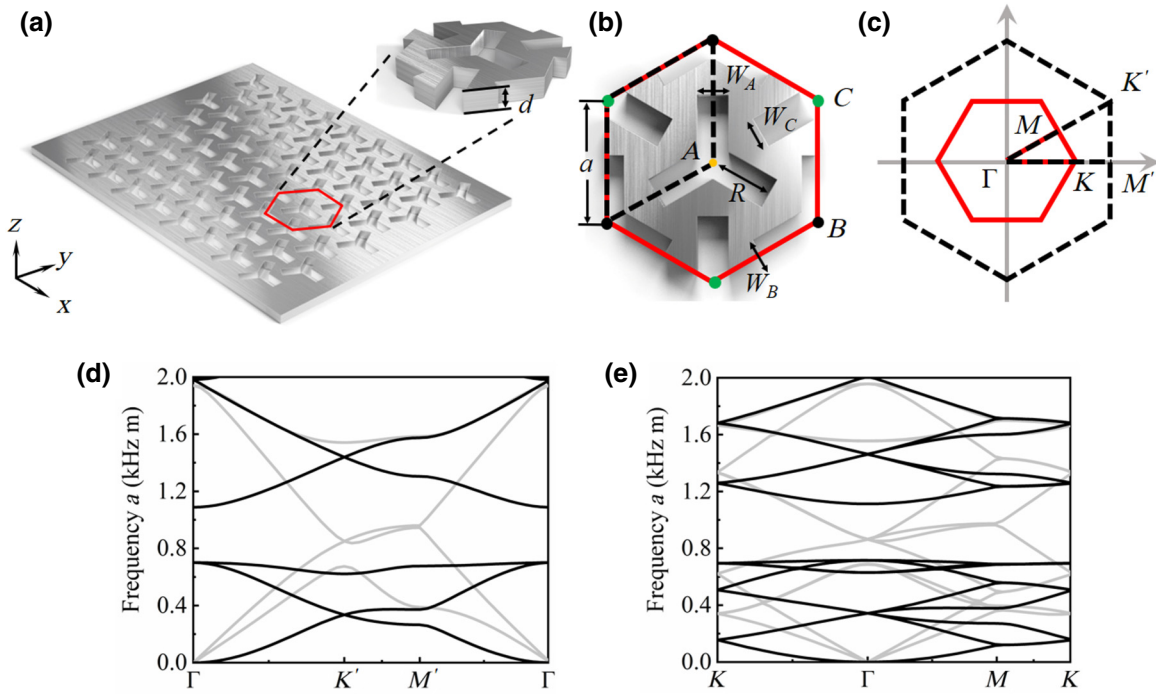 (a)
d
z
y
x
(b)
W_A
C
W_C
a
A
R
B
W_B
(c)
K′
M
Γ
K
M′
(d)
Frequency a (kHz m)
2.0
1.6
1.2
0.8
0.4
0.0
Γ K′ M′ Γ
(e)
Frequency a (kHz m)
2.0
1.6
1.2
0.8
0.4
0.0
K Γ M K